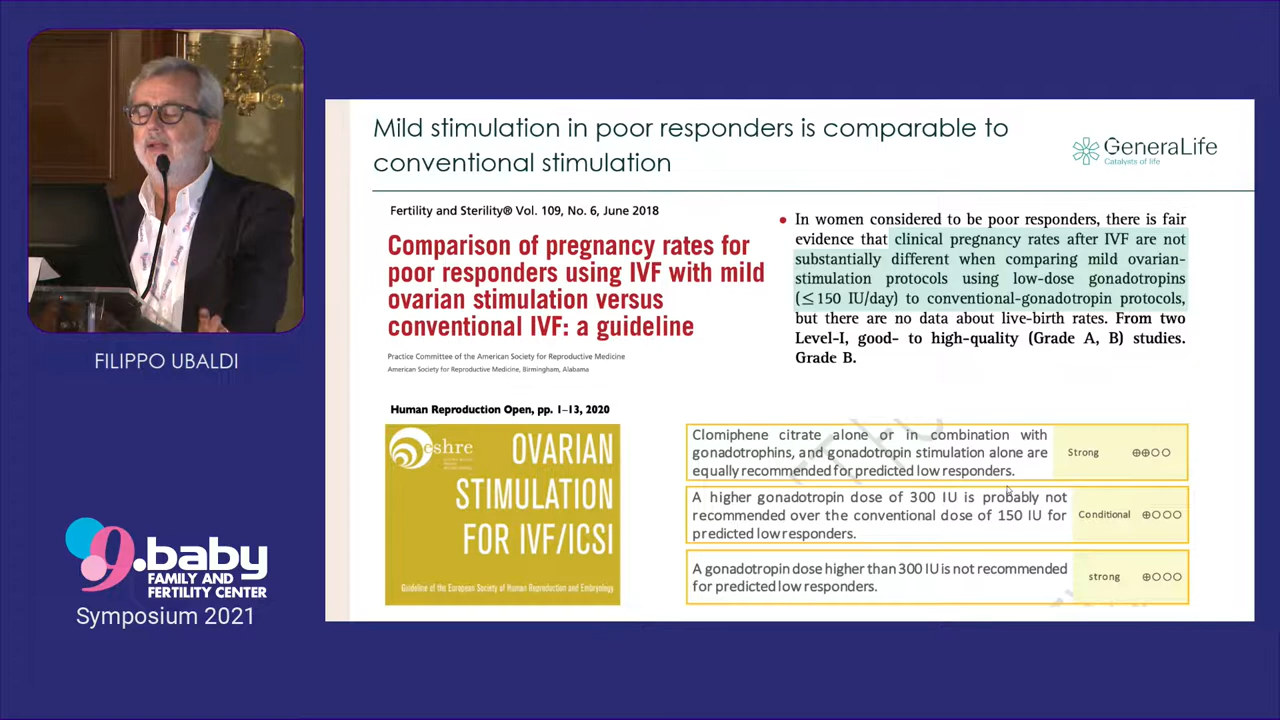 Mild stimulation in poor responders is comparable to
conventional stimulation
GeneraLife
Catalysts of life
Fertility and Sterility® Vol. 109, No. 6, June 2018
Comparison of pregnancy rates for
poor responders using IVF with mild
ovarian stimulation versus
conventional IVF: a guideline
Practice Committee of the American Society for Reproductive Medicine
American Society for Reproductive Medicine, Birmingham, Alabama
In women considered to be poor responders, there is fair
evidence that clinical pregnancy rates after IVF are not
substantially different when comparing mild ovarian-
stimulation protocols using low-dose gonadotropins
(≤150 IU/day) to conventional-gonadotropin protocols,
but there are no data about live-birth rates. From two
Level-I, good- to high-quality (Grade A, B) studies.
Grade B.
Human Reproduction Open, pp. 1–13, 2020
eshre
OVARIAN
STIMULATION
FOR IVF/ICSI
Guideline of the European Society of Human Reproduction and Embryology
Clomiphene citrate alone or in combination with
gonadotrophins, and gonadotropin stimulation alone are
equally recommended for predicted low responders.
Strong ⊕⊕○○
A higher gonadotropin dose of 300 IU is probably not
recommended over the conventional dose of 150 IU for
predicted low responders.
Conditional ⊕○○○
A gonadotropin dose higher than 300 IU is not recommended
for predicted low responders.
strong ⊕○○○
FILIPPO UBALDI
9.baby
FAMILY AND
FERTILITY CENTER
Symposium 2021